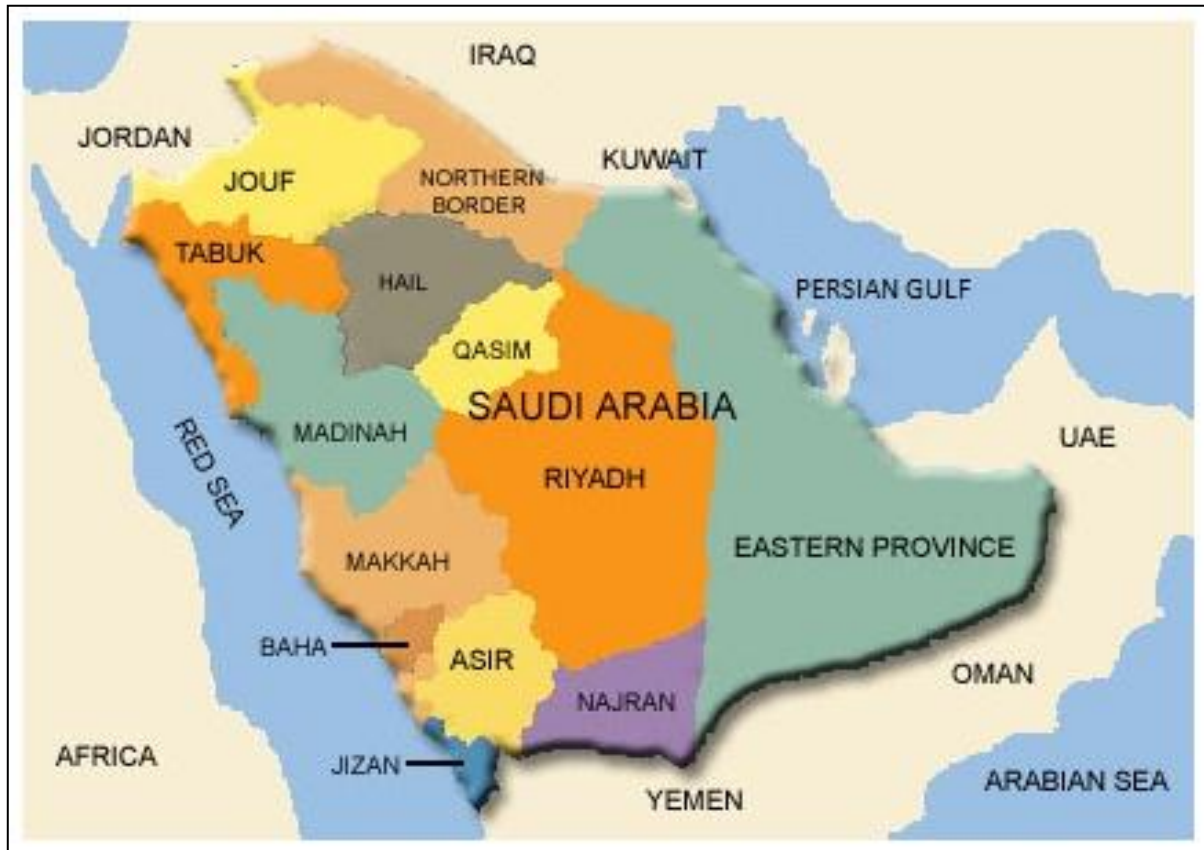 IRAQ
JORDAN
KUWAIT
JOUF
NORTHERN
BORDER
TABUK
HAIL
PERSIAN GULF
QASIM
SAUDI ARABIA
MADINAH
UAE
RED SEA
RIYADH
EASTERN PROVINCE
MAKKAH
BAHA
ASIR
OMAN
NAJRAN
AFRICA
JIZAN
ARABIAN SEA
YEMEN